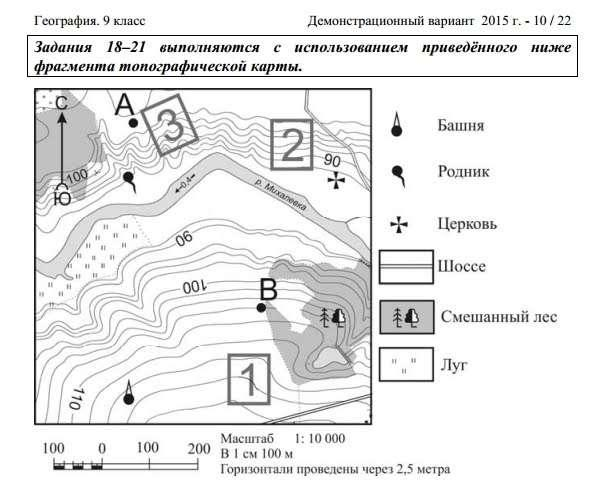 География. 9 класс
Демонстрационный вариант 2015 г. - 10 / 22
Задания 18–21 выполняются с использованием приведённого ниже
фрагмента топографической карты.
С
А
3
2
Башня
90
100
Родник
Ю
0,4
р. Михалевка
Церковь
90
Шоссе
100
В
Смешанный лес
Луг
1
110
100 0 100 200
Масштаб 1: 10 000
В 1 см 100 м
Горизонтали проведены через 2,5 метра